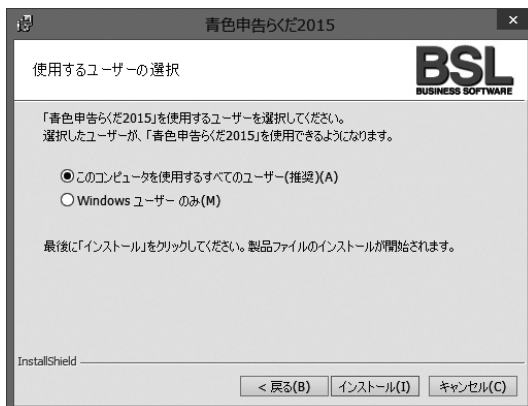 青色申告らくだ2015
使用するユーザーの選択
BSL
BUSINESS SOFTWARE
「青色申告らくだ2015」を使用するユーザーを選択してください。
選択したユーザーが、「青色申告らくだ2015」を使用できるようになります。
このコンピュータを使用するすべてのユーザー(推奨)(A)
Windows ユーザー のみ(M)
最後に「インストール」をクリックしてください。製品ファイルのインストールが開始されます。
InstallShield
< 戻る(B) インストール(I) キャンセル(C)